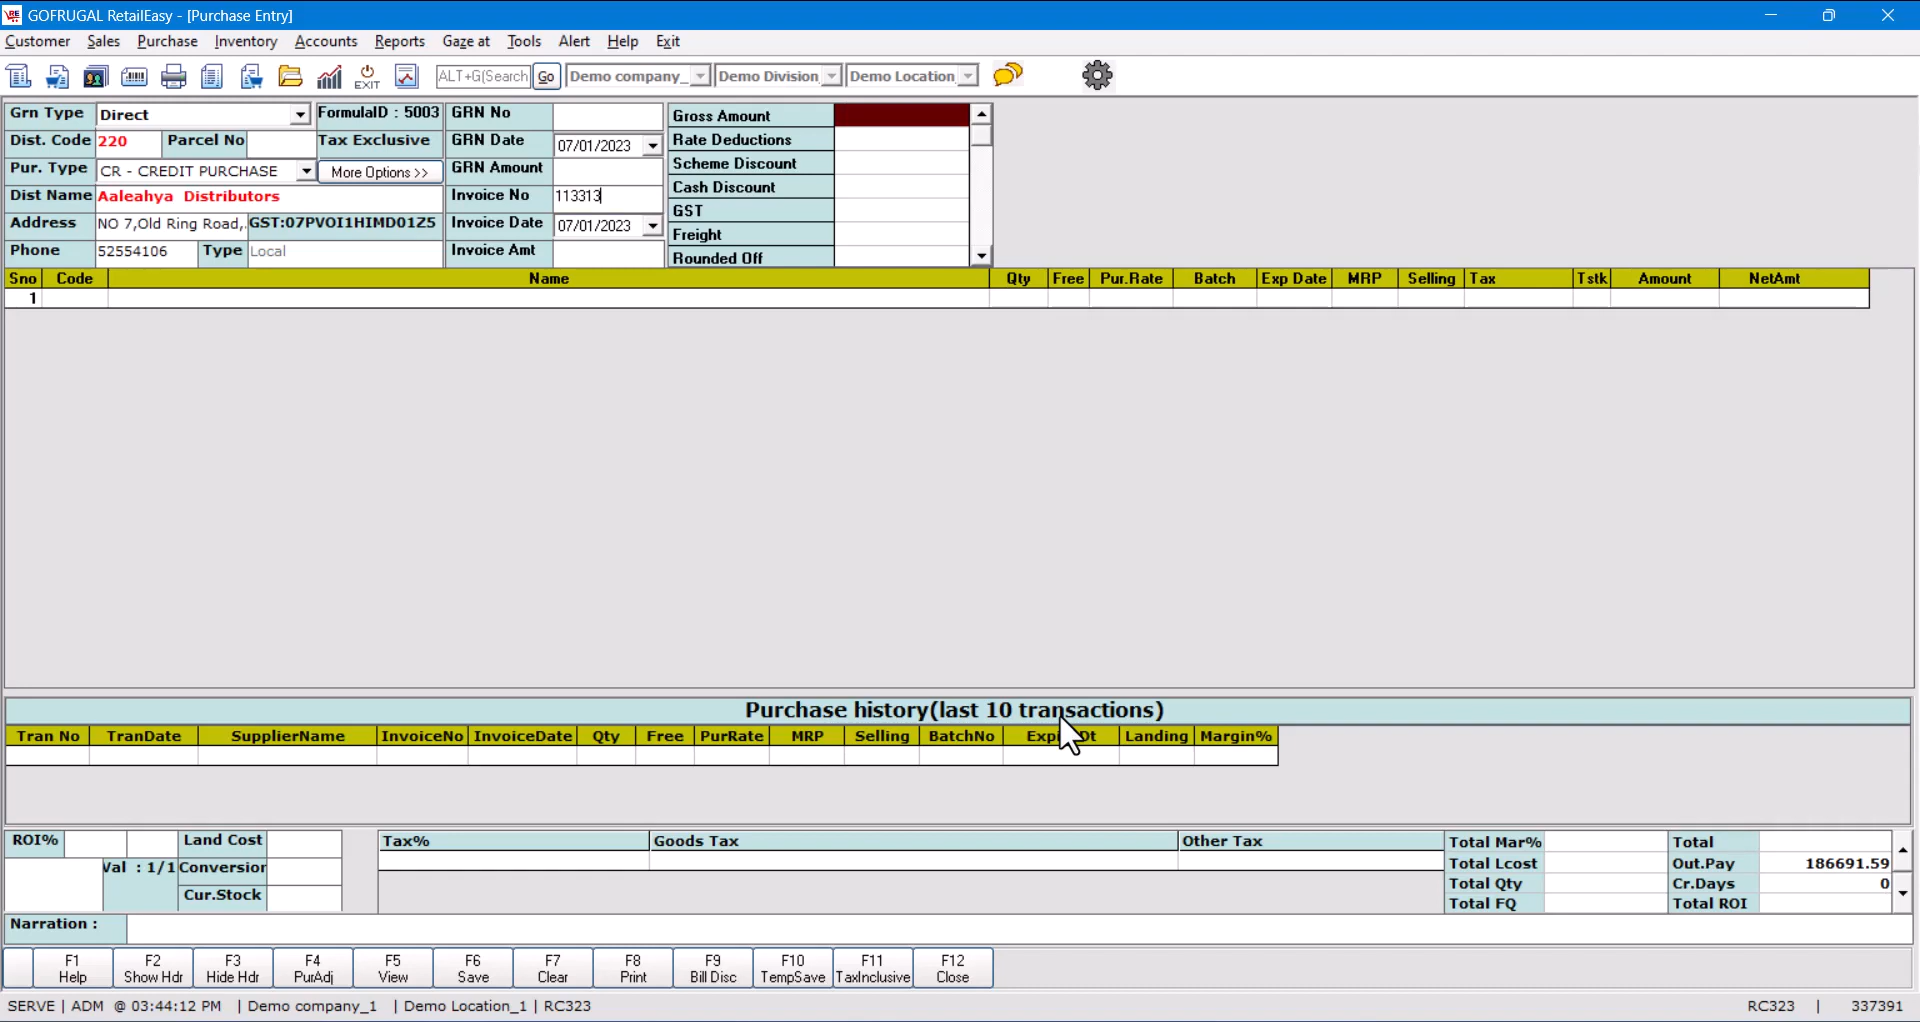 GOFRUGAL RetailEasy - [Purchase Entry]
Customer Sales Purchase Inventory Accounts Reports Gaze at Tools Alert Help Exit
EXIT ALT+G(Search Go Demo company_ Demo Division Demo Location
Grn Type Direct FormulaID : 5003 GRN No Gross Amount
Dist. Code 220 Parcel No Tax Exclusive GRN Date 07/01/2023 Rate Deductions
Pur. Type CR - CREDIT PURCHASE More Options >> GRN Amount Scheme Discount
Dist Name Aaleahya Distributors Invoice No 113313 Cash Discount
Address NO 7,Old Ring Road,. GST:07PVOI1HIMD01Z5 Invoice Date 07/01/2023 GST
Phone 52554106 Type Local Invoice Amt Freight
Rounded Off
Sno Code Name Qty Free Pur.Rate Batch Exp Date MRP Selling Tax Tstk Amount NetAmt
1
Purchase history(last 10 transactions)
Tran No TranDate SupplierName InvoiceNo InvoiceDate Qty Free PurRate MRP Selling BatchNo Landing Margin%
ROI% Land Cost Tax% Goods Tax Other Tax Total Mar% Total
Val : 1/1 Conversior Total Lcost Out.Pay 186691.59
Cur.Stock Total Qty Cr.Days 0
Total FQ Total ROI
Narration :
F1 F2 F3 F4 F5 F6 F7 F8 F9 F10 F11 F12
Help Show Hdr Hide Hdr PurAdj View Save Clear Print Bill Disc TempSave TaxInclusive Close
SERVE | ADM @ 03:44:12 PM | Demo company_1 | Demo Location_1 | RC323 RC323 | 337391